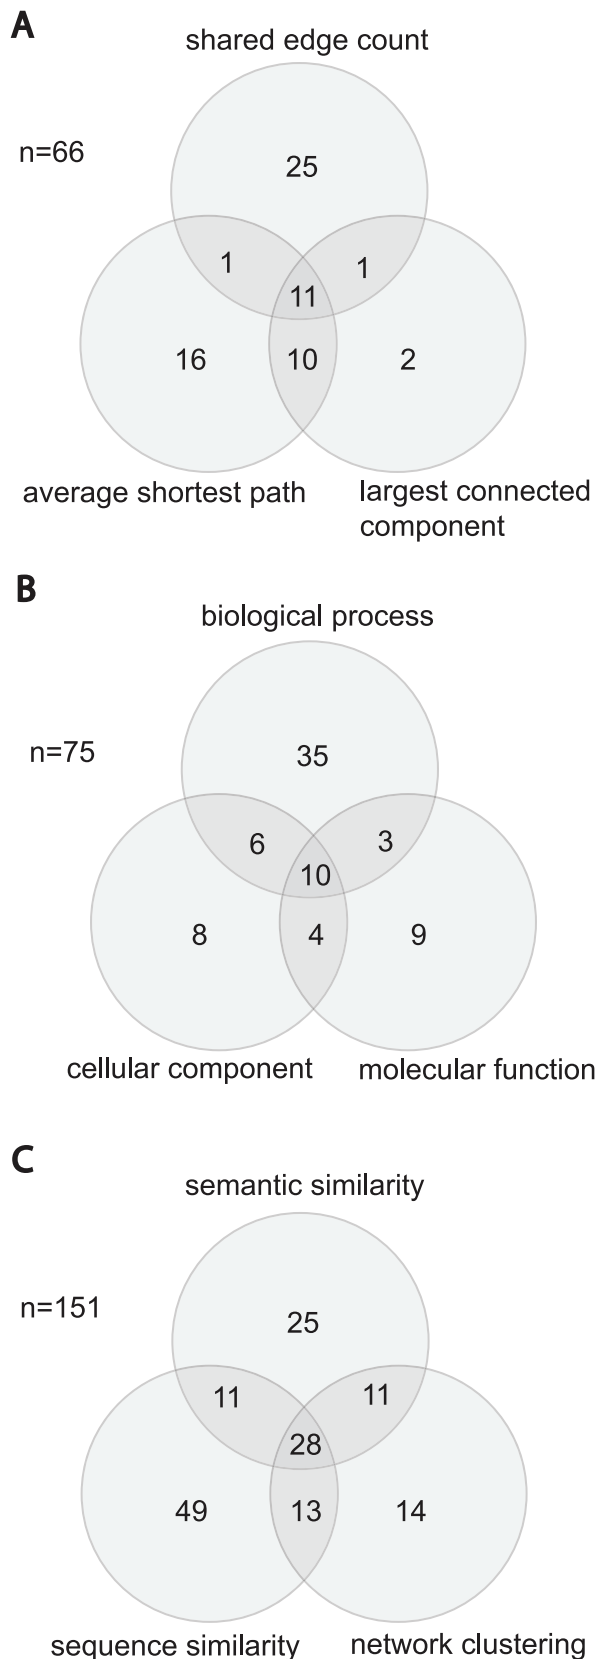 A
shared edge count
n=66
25
1
1
11
16
10
2
average shortest path
largest connected
component
B
biological process
n=75
35
6
3
10
8
4
9
cellular component
molecular function
C
semantic similarity
n=151
25
11
11
28
49
13
14
sequence similarity
network clustering